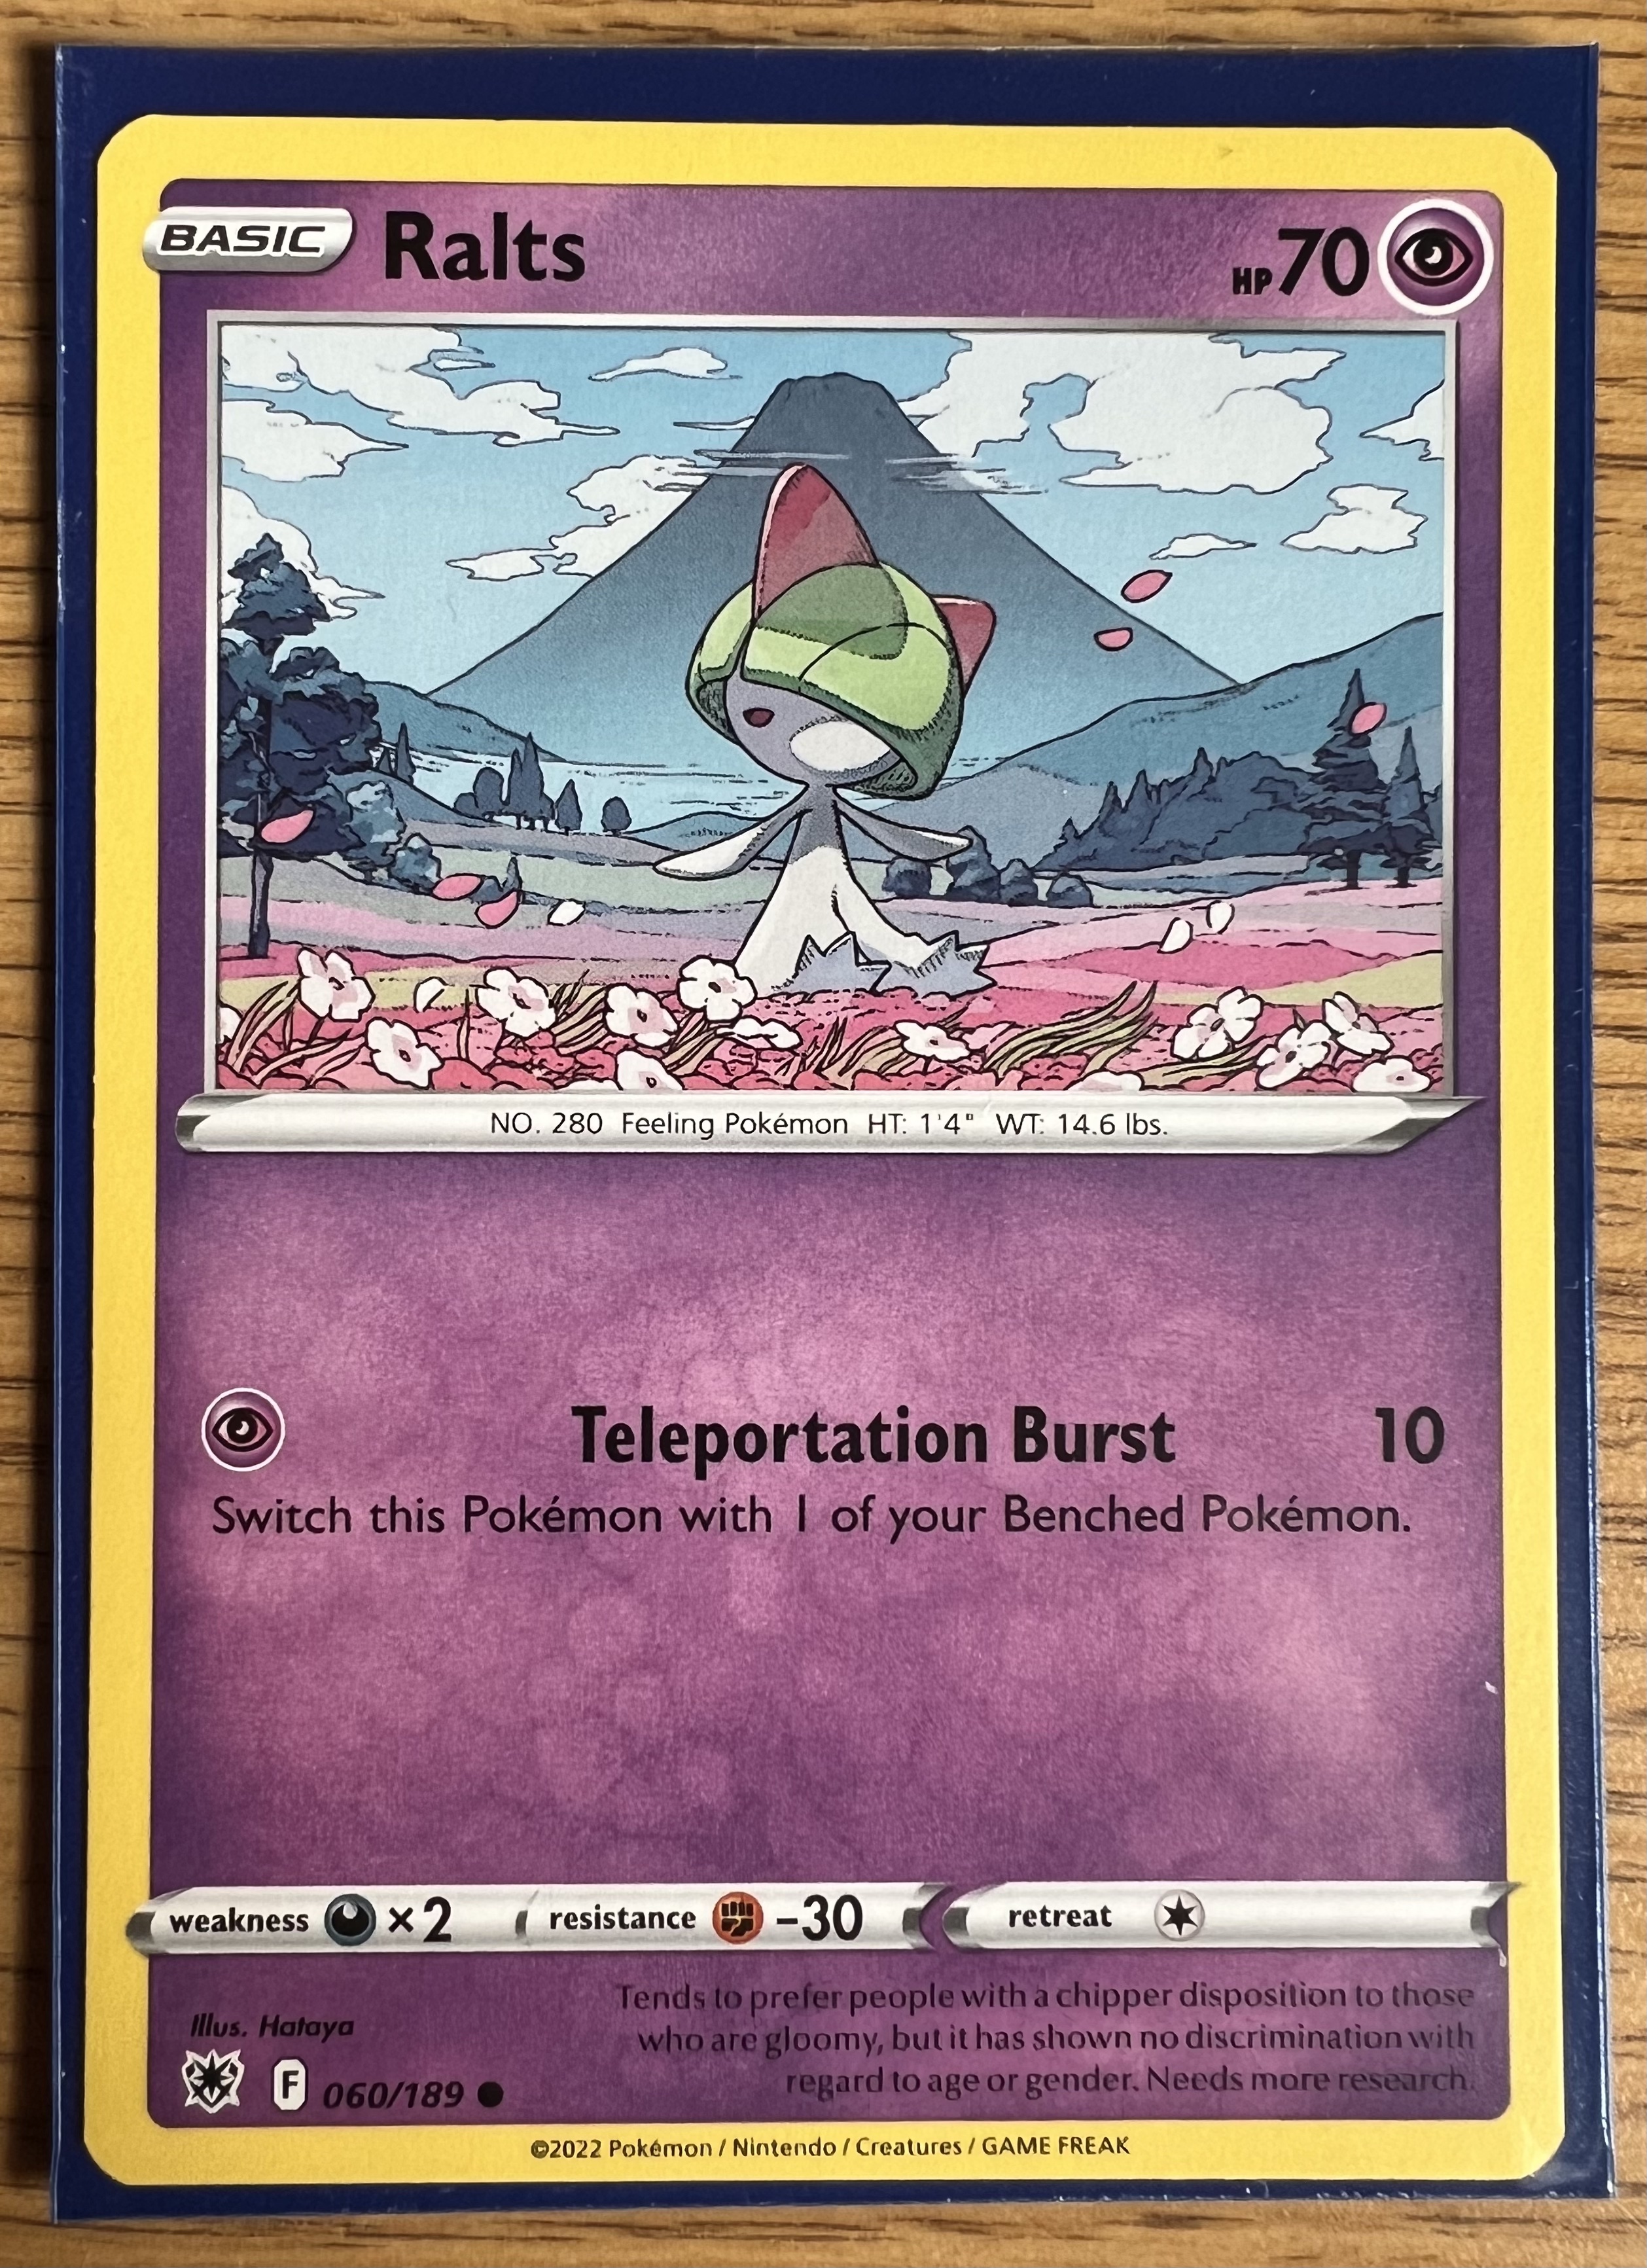 BASIC Ralts HP 70
NO. 280 Feeling Pokémon HT: 1'4" WT: 14.6 lbs.
Teleportation Burst 10
Switch this Pokémon with 1 of your Benched Pokémon.
weakness ×2 resistance -30 retreat
Tends to prefer people with a chipper disposition to those
who are gloomy, but it has shown no discrimination with
regard to age or gender. Needs more research.
Illus. Hataya
F 060/189
©2022 Pokémon / Nintendo / Creatures / GAME FREAK